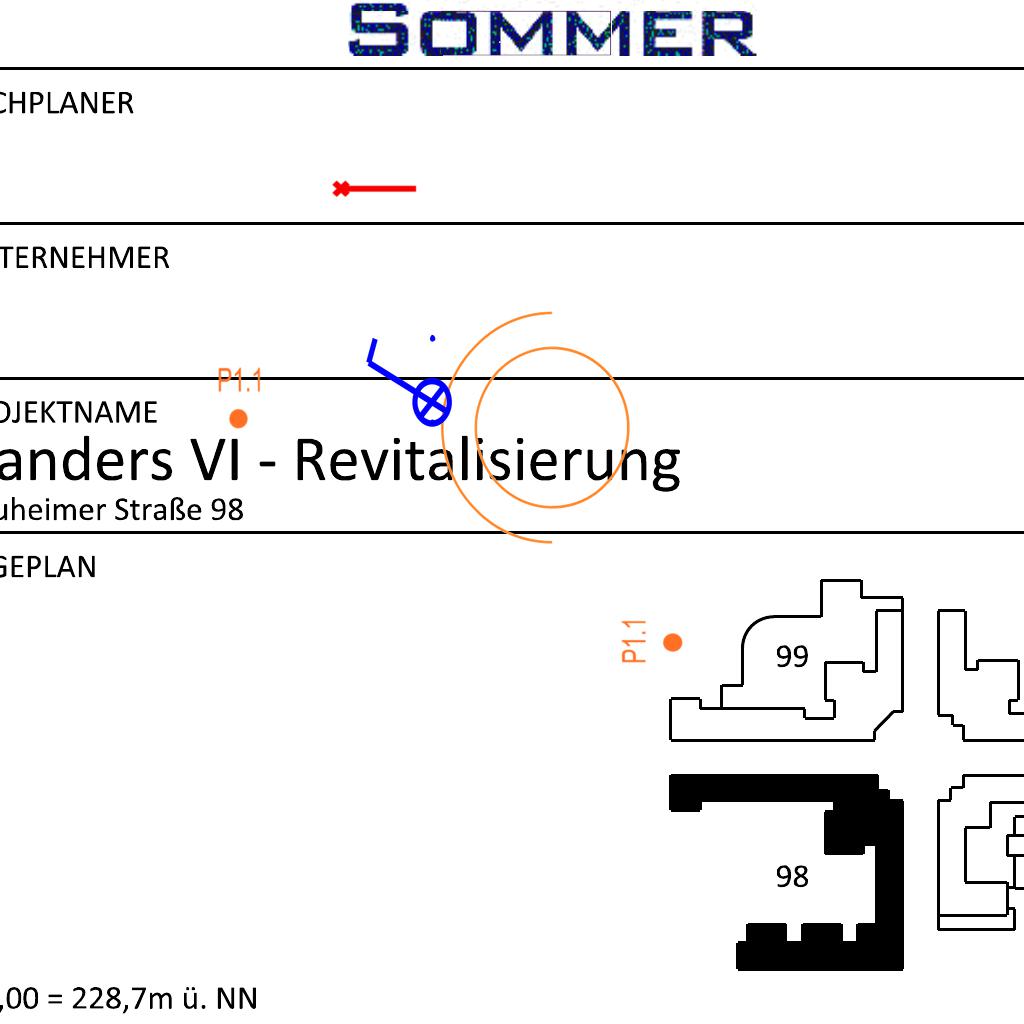 SOMMER
CHPLANER
TERNEHMER
P1.1
OJEKTNAME
anders VI - Revitalisierung
uheimer Straße 98
GEPLAN
P1.1
99
98
,00 = 228,7m ü. NN